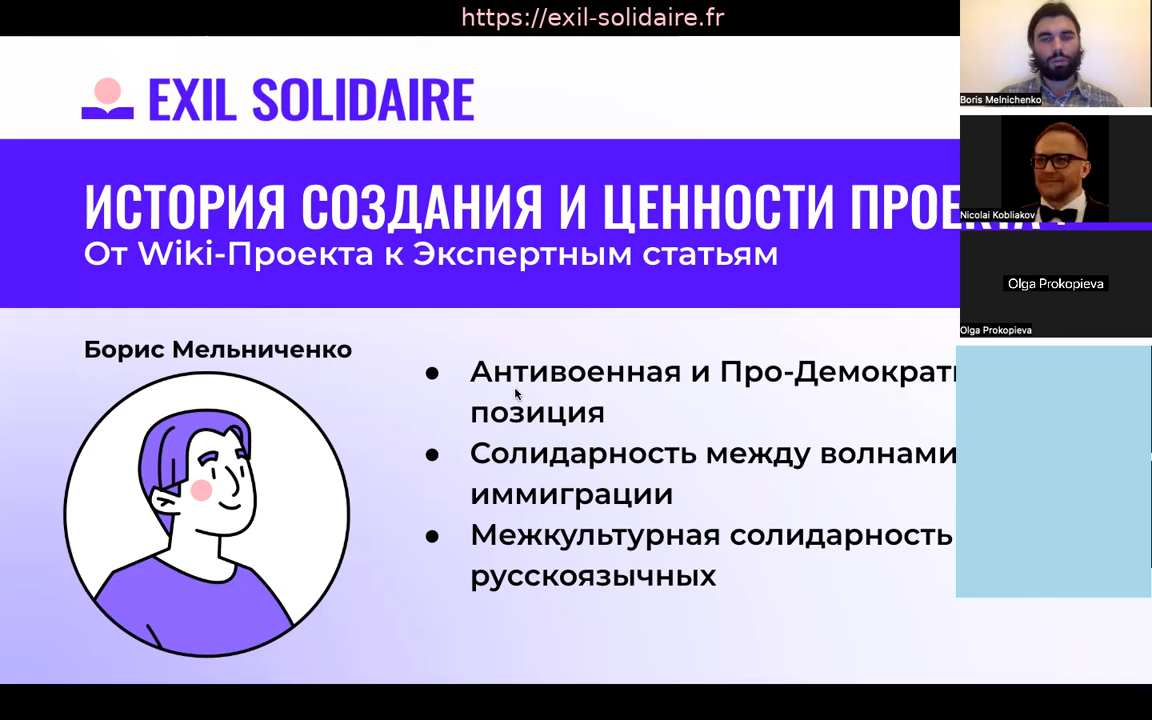 https://exil-solidaire.fr
EXIL SOLIDAIRE
ИСТОРИЯ СОЗДАНИЯ И ЦЕННОСТИ
От Wiki-Проекта к Экспертным статьям
Борис Мельниченко
● Антивоенная и
позиция
● Солидарность между волнами
иммиграции
● Межкультурная солидарность
русскоязычных
Boris Melnichenko
Nicolai Kobliakov
Olga Prokopieva
Olga Prokopieva